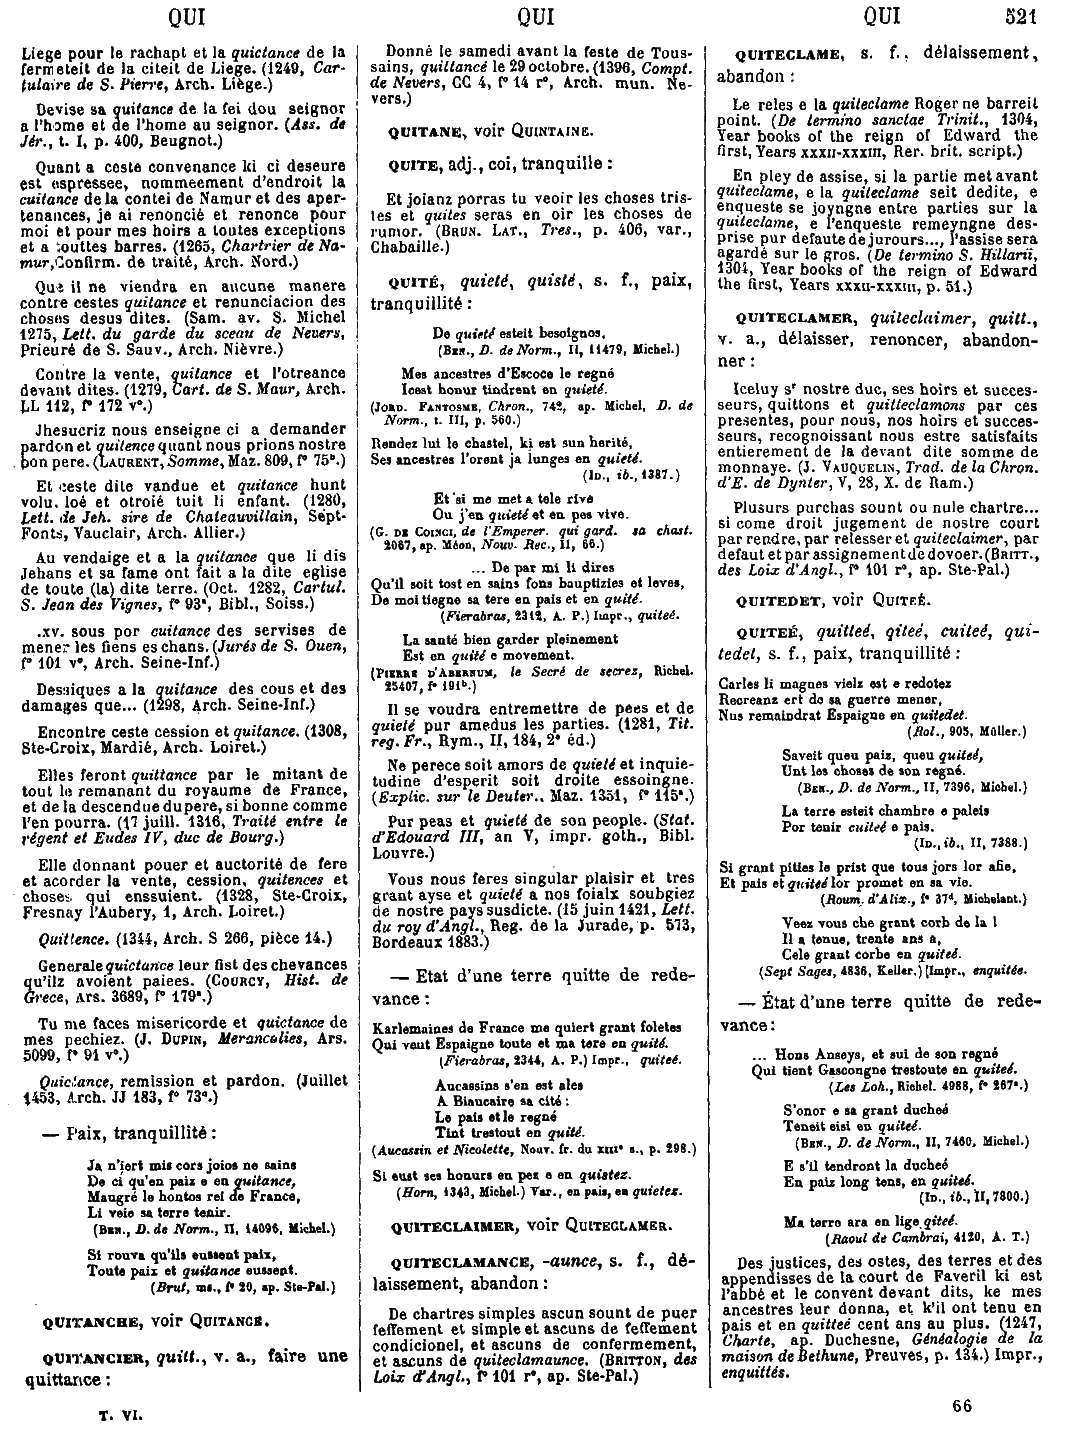 QUI
QUI
QUI 521
Liege pour le rachapt et la quictance de la
fermeteit de la citeit de Liege. (1249, Car-
tulaire de S. Pierre, Arch. Liège.)
Devise sa quitance de la fei dou seignor
a l'home et de l'home au seignor. (Ass. de
Jér., t. I, p. 400, Beugnot.)
Quant a ceste convenance ki ci deseure
est espressee, nommeement d'endroit la
cuitance de la contei de Namur et des aper-
tenances, je ai renoncié et renonce pour
moi et pour mes hoirs a toutes exceptions
et a touttes barres. (1265, Chartrier de Na-
mur, Confirm. de traité, Arch. Nord.)
Que il ne viendra en aucune manere
contre cestes quitance et renunciacion des
choses desus dites. (Sam. av. S. Michel
1275, Lett. du garde du sceau de Nevers,
Prieuré de S. Sauv., Arch. Nièvre.)
Contre la vente, quitance et l'otreance
devant dites. (1279, Cart. de S. Maur, Arch.
LL 112, f° 172 v°.)
Jhesucriz nous enseigne ci a demander
pardon et quitence quant nous prions nostre
bon pere. (LAURENT, Somme, Maz. 809, f° 75ᵇ.)
Et ceste dite vandue et quitance hunt
volu. loé et otroié tuit li enfant. (1280,
Lett. de Jeh. sire de Chateauvillain, Sept-
Fonts, Vauclair, Arch. Allier.)
Au vendaige et a la quitance que li dis
Jehans et sa fame ont fait a la dite eglise
de toute (la) dite terre. (Oct. 1282, Cartul.
S. Jean des Vignes, f° 93ᵃ, Bibl., Soiss.)
.xv. sous por cuitance des servises de
mener les fiens es chans. (Jurés de S. Ouen,
f° 101 v°, Arch. Seine-Inf.)
Desaiques a la quitance des cous et des
damages que... (1298, Arch. Seine-Inf.)
Encontre ceste cession et quitance. (1308,
Ste-Croix, Mardié, Arch. Loiret.)
Elles feront quittance par le mitant de
tout le remanant du royaume de France,
et de la descendue du pere, si bonne comme
l'en pourra. (17 juill. 1316, Traité entre le
régent et Eudes IV, duc de Bourg.)
Elle donnant pouer et auctorité de fere
et acorder la vente, cession, quitences et
choses qui enssuient. (1328, Ste-Croix,
Fresnay l'Aubery, 1, Arch. Loiret.)
Quittence. (1344, Arch. S 266, pièce 14.)
Generale quictance leur fist des chevances
qu'ilz avoient paiees. (COURCY, Hist. de
Grece, Ars. 3689, f° 179ᵃ.)
Tu me faces misericorde et quictance de
mes pechiez. (J. DUPIN, Merancolies, Ars.
5099, f° 91 v°.)
Quictance, remission et pardon. (Juillet
1453, Arch. JJ 183, f° 73ᵈ.)
— Paix, tranquillité :
Ja n'iert mis cors joios ne sains
De ci qu'en paiz e en quitance,
Maugré le hontos rei de France,
Li veie sa terre tenir.
(BEN., D. de Norm., II, 14096, Michel.)
Si rouva qu'ils eussent paix,
Toute paix et quitance eussent.
(Brut, ms., f° 20, ap. Ste-Pal.)
QUITANCHE, voir QUITANCE.
QUITANCIER, quitt., v. a., faire une
quittance :
T. VI.
Donné le samedi avant la feste de Tous-
sains, quittancé le 29 octobre. (1396, Compt.
de Nevers, CC 4, f° 14 r°, Arch. mun. Ne-
vers.)
QUITANE, voir QUINTAINE.
QUITE, adj., coi, tranquille :
Et joianz porras tu veoir les choses tris-
tes et quites seras en oir les choses de
rumor. (BRUN. LAT., Tres., p. 406, var.,
Chabaille.)
QUITÉ, quieté, quisté, s. f., paix,
tranquillité :
De quieté esteit besoignos.
(BEN., D. de Norm., II, 11479, Michel.)
Mes ancestres d'Escoce le regné
Icest honur tindrent en quieté.
(JORD. FANTOSME, Chron., 742, ap. Michel, D. de
Norm., t. III, p. 560.)
Rendez lui le chastel, ki est sun herité,
Ses ancestres l'orent ja lunges en quieté.
(ID., ib., 1387.)
Et si me met a tele rive
Ou j'en quieté et en pes vive.
(G. DE COINCI, de l'Emperer. qui gard. sa chast.
2067, ap. Méon, Nouv. Rec., II, 66.)
... De par mi li dires
Qu'il soit tost en sains fons bauptizies et leves,
De moi tiegne sa tere en pais et en quité.
(Fierabras, 2312, A. P.) Impr., quiteé.
La santé bien garder pleinement
Est en quité e movement.
(PIERRE D'ABERNUM, le Secré de secrez, Richel.
25407, f° 191ᵇ.)
Il se voudra entremettre de pees et de
quieté pur amedus les parties. (1281, Tit.
reg. Fr., Rym., II, 184, 2ᵉ éd.)
Ne perece soit amors de quieté et inquie-
tudine d'esperit soit droite essoingne.
(Explic. sur le Deuter.. Maz. 1351, f° 115ᵃ.)
Pur peas et quieté de son people. (Stat.
d'Edouard III, an V, impr. goth., Bibl.
Louvre.)
Vous nous feres singular plaisir et tres
grant ayse et quieté a nos foialx soubgiez
de nostre pays susdicte. (15 juin 1421, Lett.
du roy d'Angl., Reg. de la Jurade, p. 573,
Bordeaux 1883.)
— Etat d'une terre quitte de rede-
vance :
Karlemaines de France me quiert grant foletes
Qui veut Espaigne toute et ma tere en quité.
(Fierabras, 2344, A. P.) Impr., quiteé.
Aucassins s'en est ales
A Biaucaire sa cité :
Le pais et le regné
Tint trestout en quité.
(Aucassin et Nicolette, Nouv. fr. du XIIIᵉ s., p. 298.)
Si eust ses honurs en pez e en quistez.
(Horn, 1343, Michel.) Var., en pais, en quietez.
QUITECLAIMER, voir QUITECLAMER.
QUITECLAMANCE, -aunce, s. f., dé-
laissement, abandon :
De chartres simples ascun sount de puer
feffement et simple et ascuns de feffement
condicionel, et ascuns de confermement,
et ascuns de quiteclamaunce. (BRITTON, des
Loix d'Angl., f° 101 r°, ap. Ste-Pal.)
QUITECLAME, s. f., délaissement,
abandon :
Le reles e la quiteclame Roger ne barreit
point. (De termino sanctae Trinit., 1304,
Year books of the reign of Edward the
first, Years XXXII-XXXIII, Rer. brit. script.)
En pley de assise, si la partie met avant
quiteclame, e la quiteclame seit dedite, e
enqueste se joyngne entre parties sur la
quiteclame, e l'enqueste remeyngne des-
prise pur defaute de jurours..., l'assise sera
agardé sur le gros. (De termino S. Hillarii,
1304, Year books of the reign of Edward
the first, Years XXXII-XXXIII, p. 51.)
QUITECLAMER, quiteclaimer, quitt.,
v. a., délaisser, renoncer, abandon-
ner :
Iceluy sʳ nostre duc, ses hoirs et succes-
seurs, quittons et quitteclamons par ces
presentes, pour nous, nos hoirs et succes-
seurs, recognoissant nous estre satisfaits
entierement de la devant dite somme de
monnaye. (J. VAUQUELIN, Trad. de la Chron.
d'E. de Dynter, V, 28, X. de Ram.)
Plusurs purchas sount ou nule chartre...
si come droit jugement de nostre court
par rendre, par relesser et quiteclaimer, par
defaut et par assignement de dovoer. (BRITT.,
des Loix d'Angl., f° 101 r°, ap. Ste-Pal.)
QUITEDET, voir QUITEÉ.
QUITEÉ, quitteé, qiteé, cuiteé, qui-
tedet, s. f., paix, tranquillité :
Carles li magnes vielz est e redotez
Recreanz ert de sa guerre mener,
Nus remaindrat Espaigne en quitedet.
(Rol., 905, Müller.)
Saveit queu paiz, queu quiteé,
Unt les choses de son regné.
(BEN., D. de Norm., II, 7396, Michel.)
La terre esteit chambre e paleis
Por tenir cuiteé e pais.
(ID., ib., II, 7388.)
Si grant pities le prist que tous jors lor afie,
Et pais et quiteé lor promet en sa vie.
(Roum. d'Alix., f° 37ᵈ, Michelant.)
Veez vous che grant corb de la !
Il a tenue, trente ans a,
Cele grant corbe en quiteé.
(Sept Sages, 4836, Keller.) (Impr., enquitée.
— État d'une terre quitte de rede-
vance :
... Hons Anseys, et sui de son regné
Qui tient Gascongne trestoute en quiteé.
(Les Loh., Richel. 4988, f° 267ᵃ.)
S'onor e sa grant ducheé
Teneit eisi en quiteé.
(BEN., D. de Norm., II, 7460, Michel.)
E s'il tendront la ducheé
En paiz long tens, en quiteé.
(ID., ib., II, 7800.)
Ma terre ara en lige qiteé.
(Raoul de Cambrai, 4120, A. T.)
Des justices, des ostes, des terres et des
appendisses de la court de Faveril ki est
l'abbé et le convent devant dits, ke mes
ancestres leur donna, et k'il ont tenu en
pais et en quitteé cent ans au plus. (1247,
Charte, ap. Duchesne, Généalogie de la
maison de Bethune, Preuves, p. 134.) Impr.,
enquittés.
66